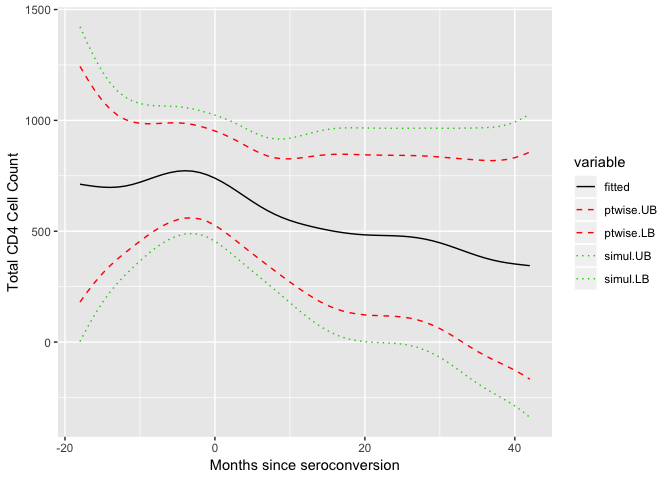 1500
1000
500
0
-20
0
20
40
Total CD4 Cell Count
Months since seroconversion
variable
fitted
ptwise.UB
ptwise.LB
simul.UB
simul.LB